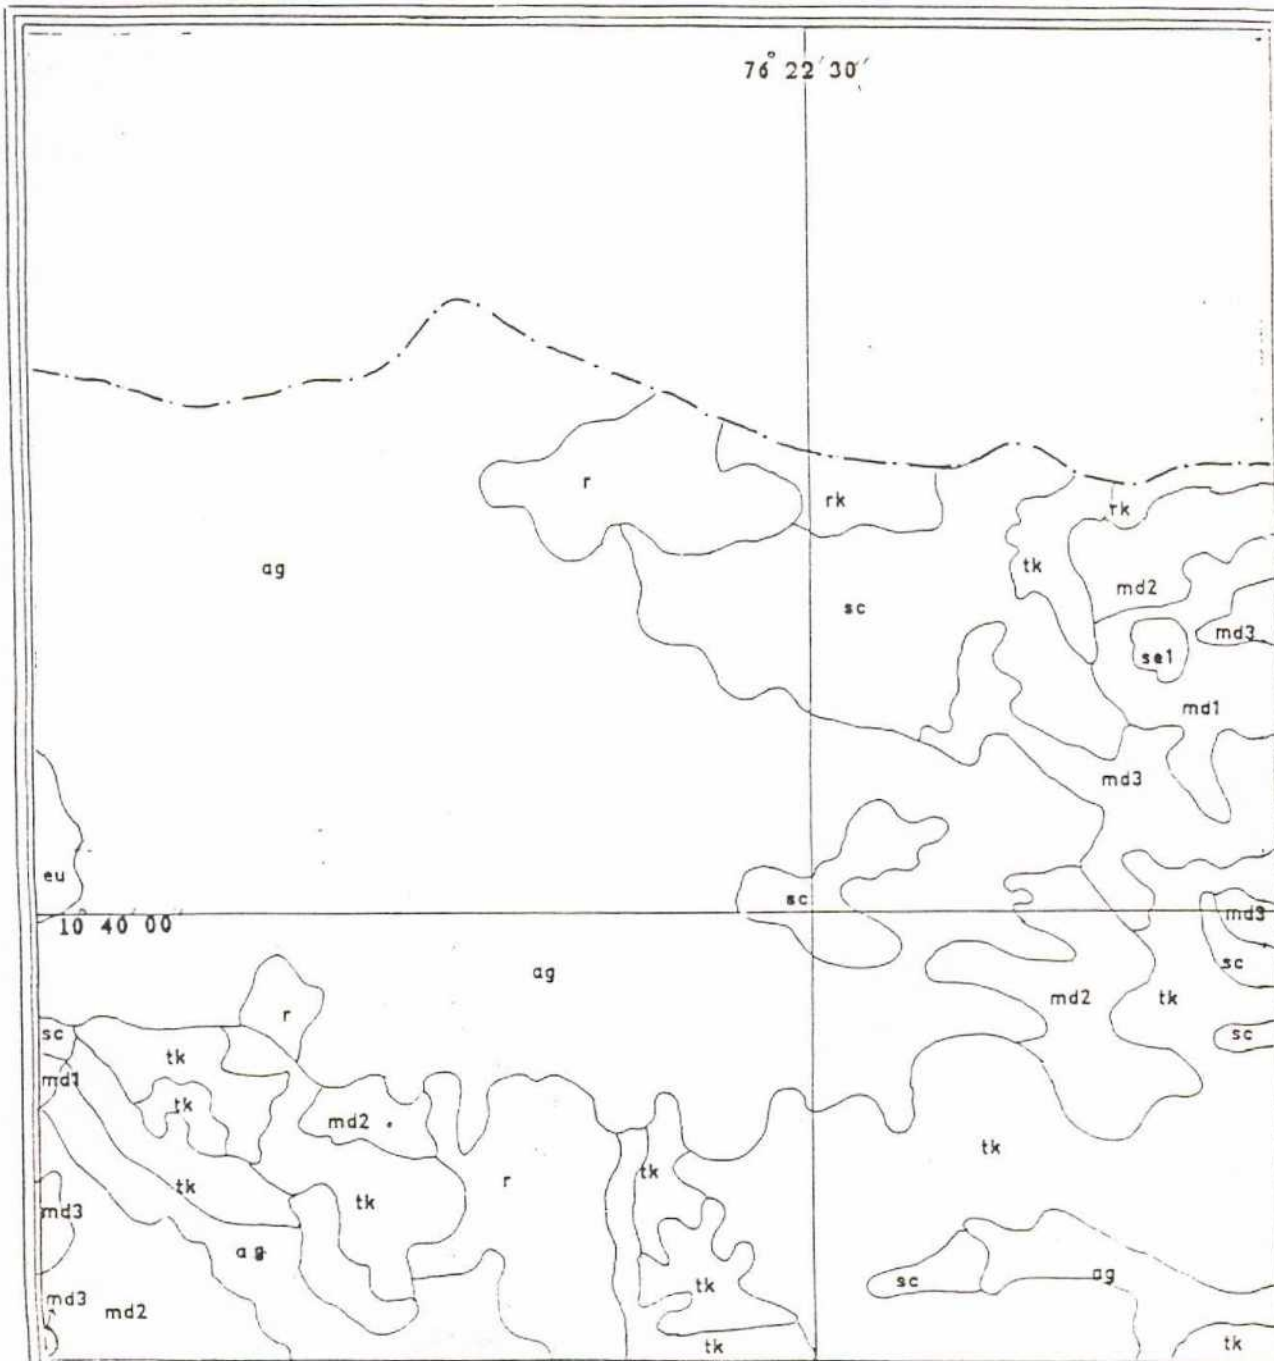 76° 22' 30"
r
rk
rk
ag
tk
md2
sc
md3
se1
md1
md3
eu
sc
md3
10° 40' 00"
ag
sc
md2
tk
r
sc
sc
tk
md1
tk
md2
tk
tk
r
tk
tk
md3
ag
ag
sc
tk
md3
md2
tk
tk